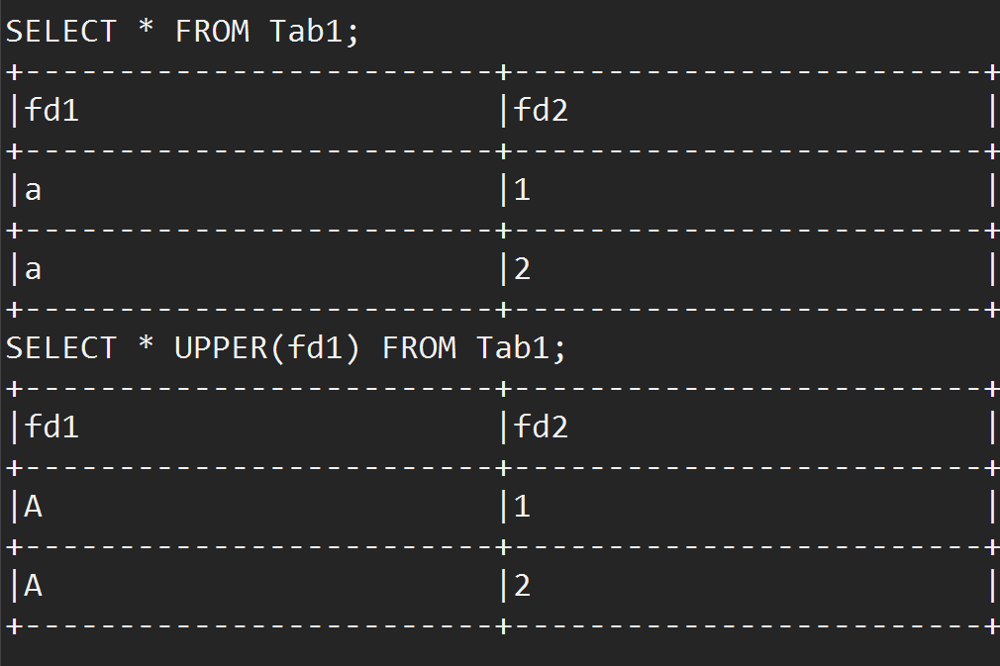 SELECT * FROM Tab1;
+-------------------------+-------------------------+
|fd1                      |fd2                      |
+-------------------------+-------------------------+
|a                        |1                        |
+-------------------------+-------------------------+
|a                        |2                        |
+-------------------------+-------------------------+
SELECT * UPPER(fd1) FROM Tab1;
+-------------------------+-------------------------+
|fd1                      |fd2                      |
+-------------------------+-------------------------+
|A                        |1                        |
+-------------------------+-------------------------+
|A                        |2                        |
+-------------------------+-------------------------+